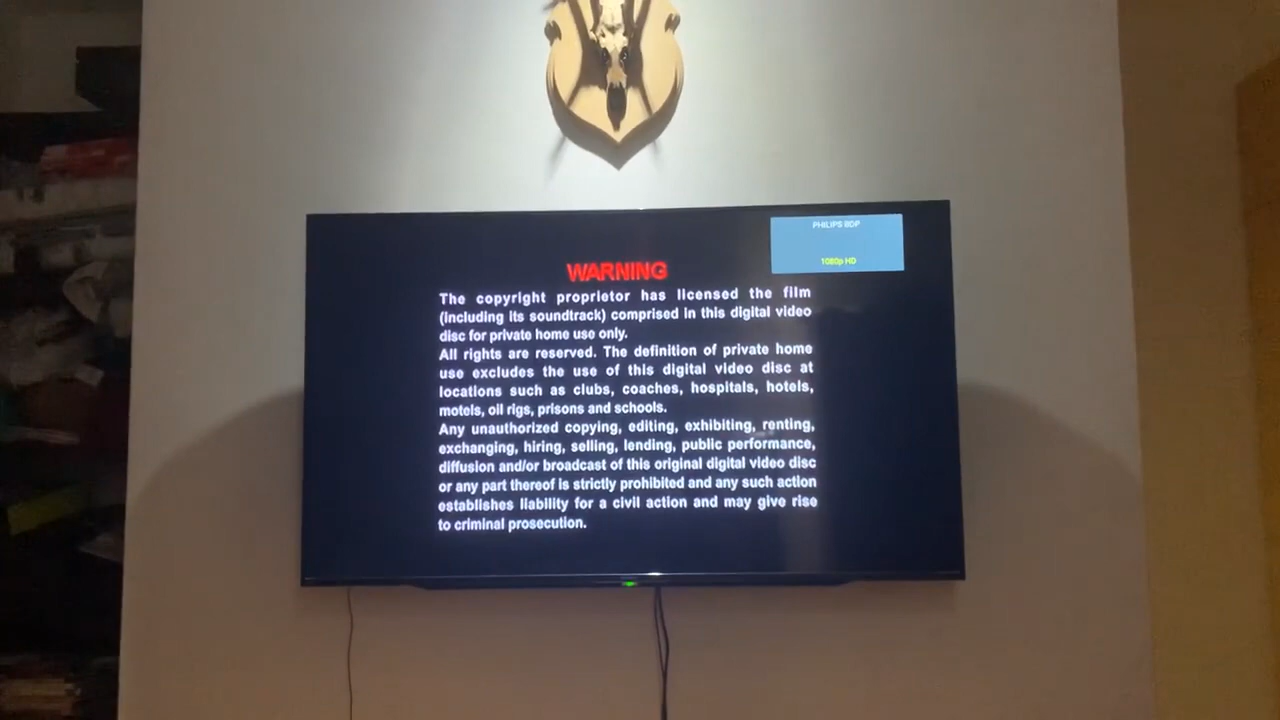 PHILIPS BDP
1080p HD
WARNING
The copyright proprietor has licensed the film
(including its soundtrack) comprised in this digital video
disc for private home use only.
All rights are reserved. The definition of private home
use excludes the use of this digital video disc at
locations such as clubs, coaches, hospitals, hotels,
motels, oil rigs, prisons and schools.
Any unauthorized copying, editing, exhibiting, renting,
exchanging, hiring, selling, lending, public performance,
diffusion and/or broadcast of this original digital video disc
or any part thereof is strictly prohibited and any such action
establishes liability for a civil action and may give rise
to criminal prosecution.